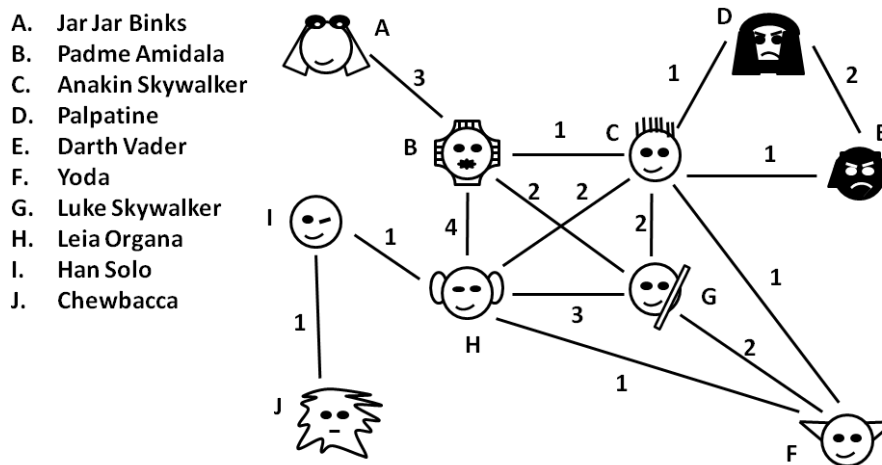 A. Jar Jar Binks
B. Padme Amidala
C. Anakin Skywalker
D. Palpatine
E. Darth Vader
F. Yoda
G. Luke Skywalker
H. Leia Organa
I. Han Solo
J. Chewbacca
A
D
3
1
2
B
1
C
E
1
I
2
2
1
4
2
1
G
3
H
1
2
1
J
F